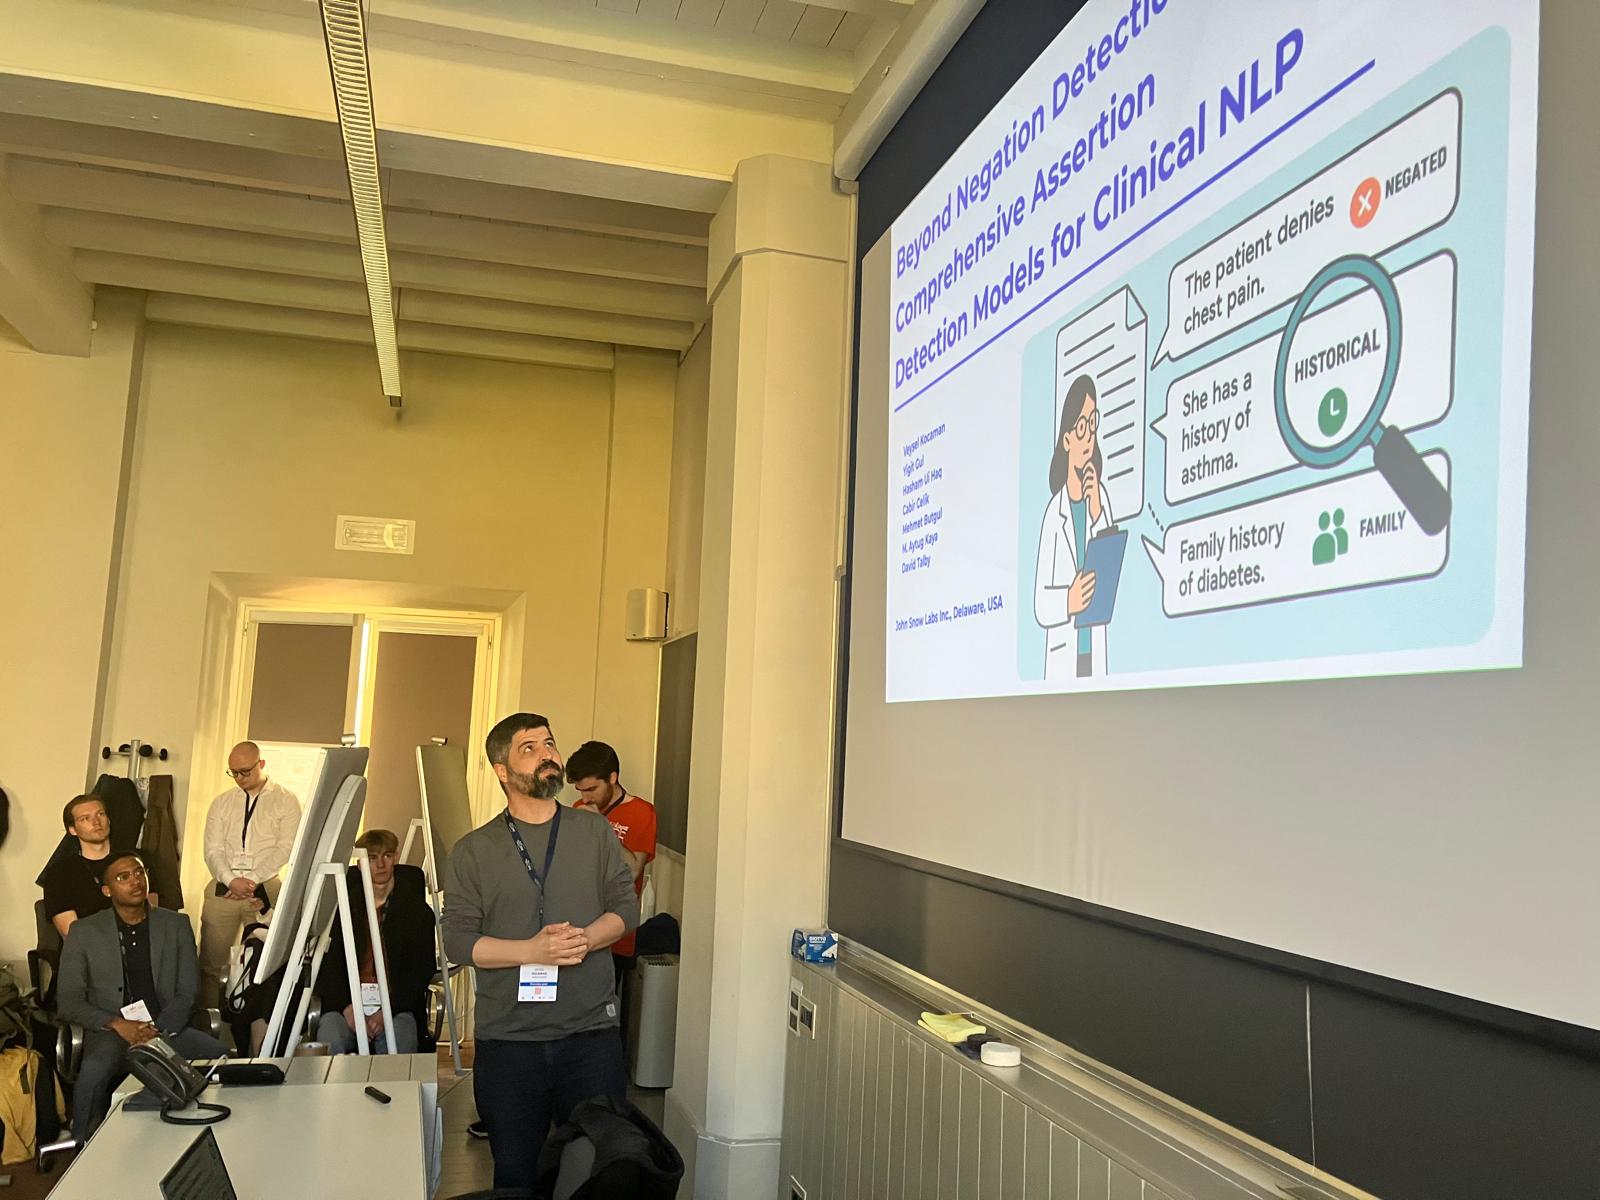 Beyond Negation Detectio
Comprehensive Assertion
Detection Models for Clinical NLP
Veysel Kocaman
Yigit Gul
Hasham Ul Haq
Cabir Celik
Mehmet Butgul
M. Aytug Kaya
David Talby
John Snow Labs Inc., Delaware, USA
The patient denies
chest pain.
NEGATED
She has a
history of
asthma.
HISTORICAL
Family history
of diabetes.
FAMILY
GIOTTO